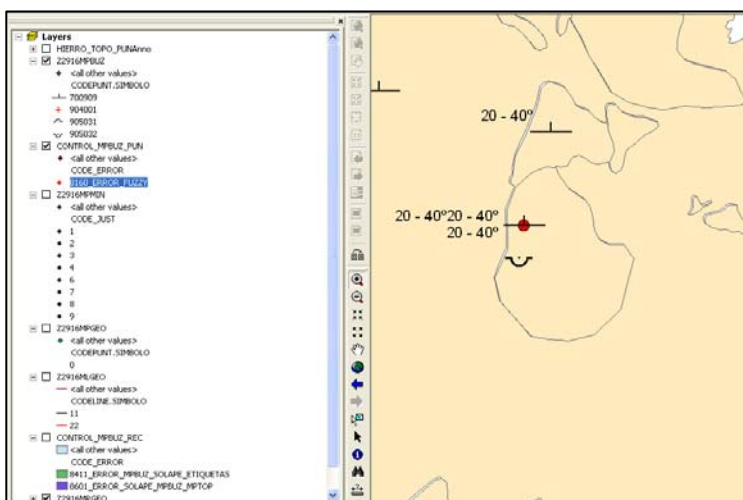 Layers
HIERRO_TOPO_PUNAnno
Z2916MPBUZ
<all other values>
CODEPUNT.SIMBOLO
700909
904001
905031
905032
CONTROL_MPBUZ_PUN
<all other values>
CODE_ERROR
8160_ERROR_FUZZY
Z2916MPMIN
<all other values>
CODE_JUST
1
2
3
4
6
7
8
9
Z2916MPGEO
<all other values>
CODEPUNT.SIMBOLO
0
Z2916MLGEO
<all other values>
CODELINE.SIMBOLO
11
22
CONTROL_MPBUZ_REC
<all other values>
CODE_ERROR
8411_ERROR_MPBUZ_SOLAPE_ETIQUETAS
8601_ERROR_SOLAPE_MPBUZ_MPTOP
Z2916MRGEO
20 - 40º
20 - 40º20 - 40º
20 - 40º